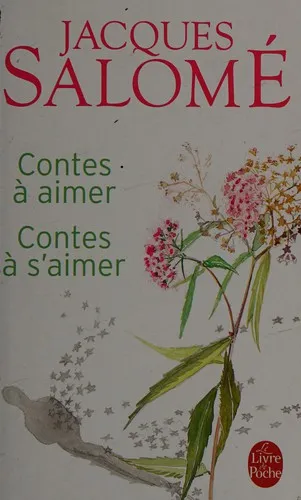 JACQUES
SALOMÉ
Contes
à aimer
Contes
à s'aimer
Le
Livre
de
Poche